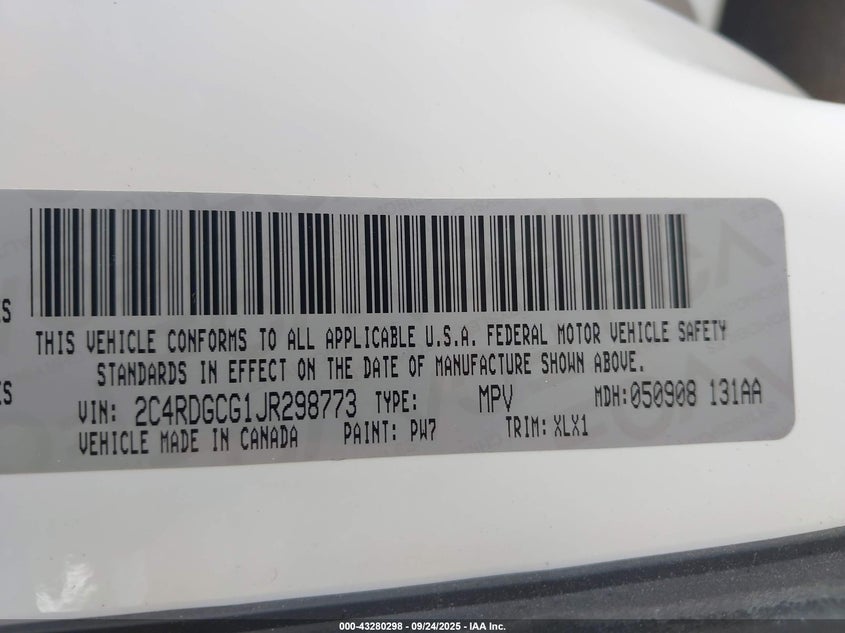 ES
THIS VEHICLE CONFORMS TO ALL APPLICABLE U.S.A. FEDERAL MOTOR VEHICLE SAFETY
STANDARDS IN EFFECT ON THE DATE OF MANUFACTURE SHOWN ABOVE.
ES
VIN: 2C4RDGCG1JR298773 TYPE: MPV MDH: 050908 131AA
VEHICLE MADE IN CANADA PAINT: PW7 TRIM: XLX1
000-43280298 - 09/24/2025 - IAA Inc.